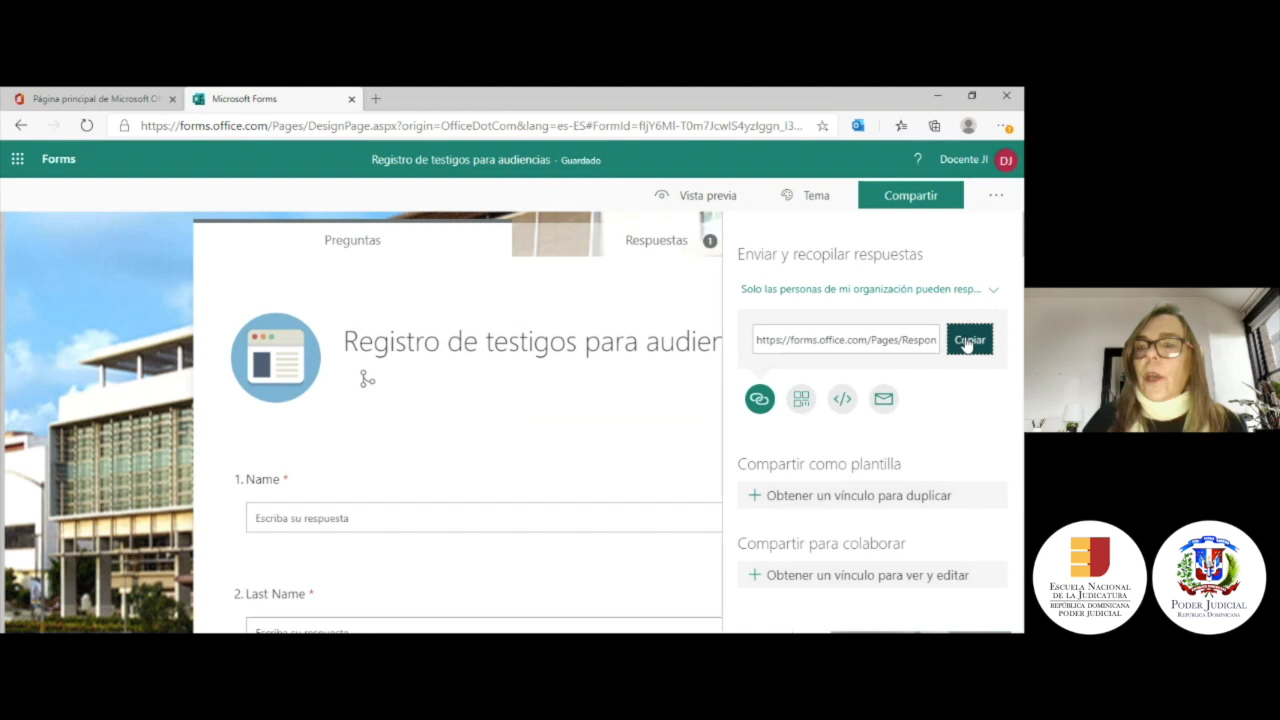 Página principal de Microsoft Of
Microsoft Forms
https://forms.office.com/Pages/DesignPage.aspx?origin=OfficeDotCom&lang=es-ES#FormId=
Forms
Registro de testigos para audiencias - Guardado
? Docente JI DJ
Vista previa
Tema
Compartir
Preguntas
Respuestas 1
Enviar y recopilar respuestas
Solo las personas de mi organización pueden resp...
https://forms.office.com/Pages/Respon
Copiar
Registro de testigos para audier
1. Name *
Escriba su respuesta
2. Last Name *
Escriba su respuesta
Compartir como plantilla
+ Obtener un vínculo para duplicar
Compartir para colaborar
+ Obtener un vínculo para ver y editar
ESCUELA NACIONAL
DE LA JUDICATURA
REPÚBLICA DOMINICANA
PODER JUDICIAL
PODER JUDICIAL
REPÚBLICA DOMINICANA